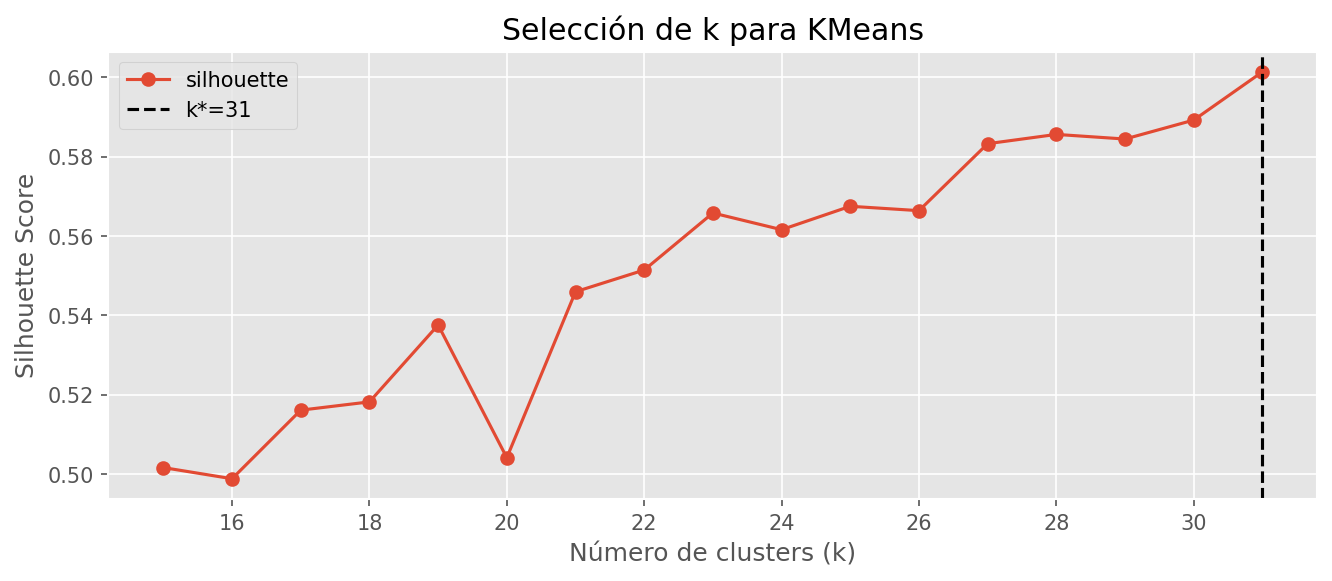 Selección de k para KMeans
silhouette
k*=31
Silhouette Score
0.60
0.58
0.56
0.54
0.52
0.50
16 18 20 22 24 26 28 30
Número de clusters (k)